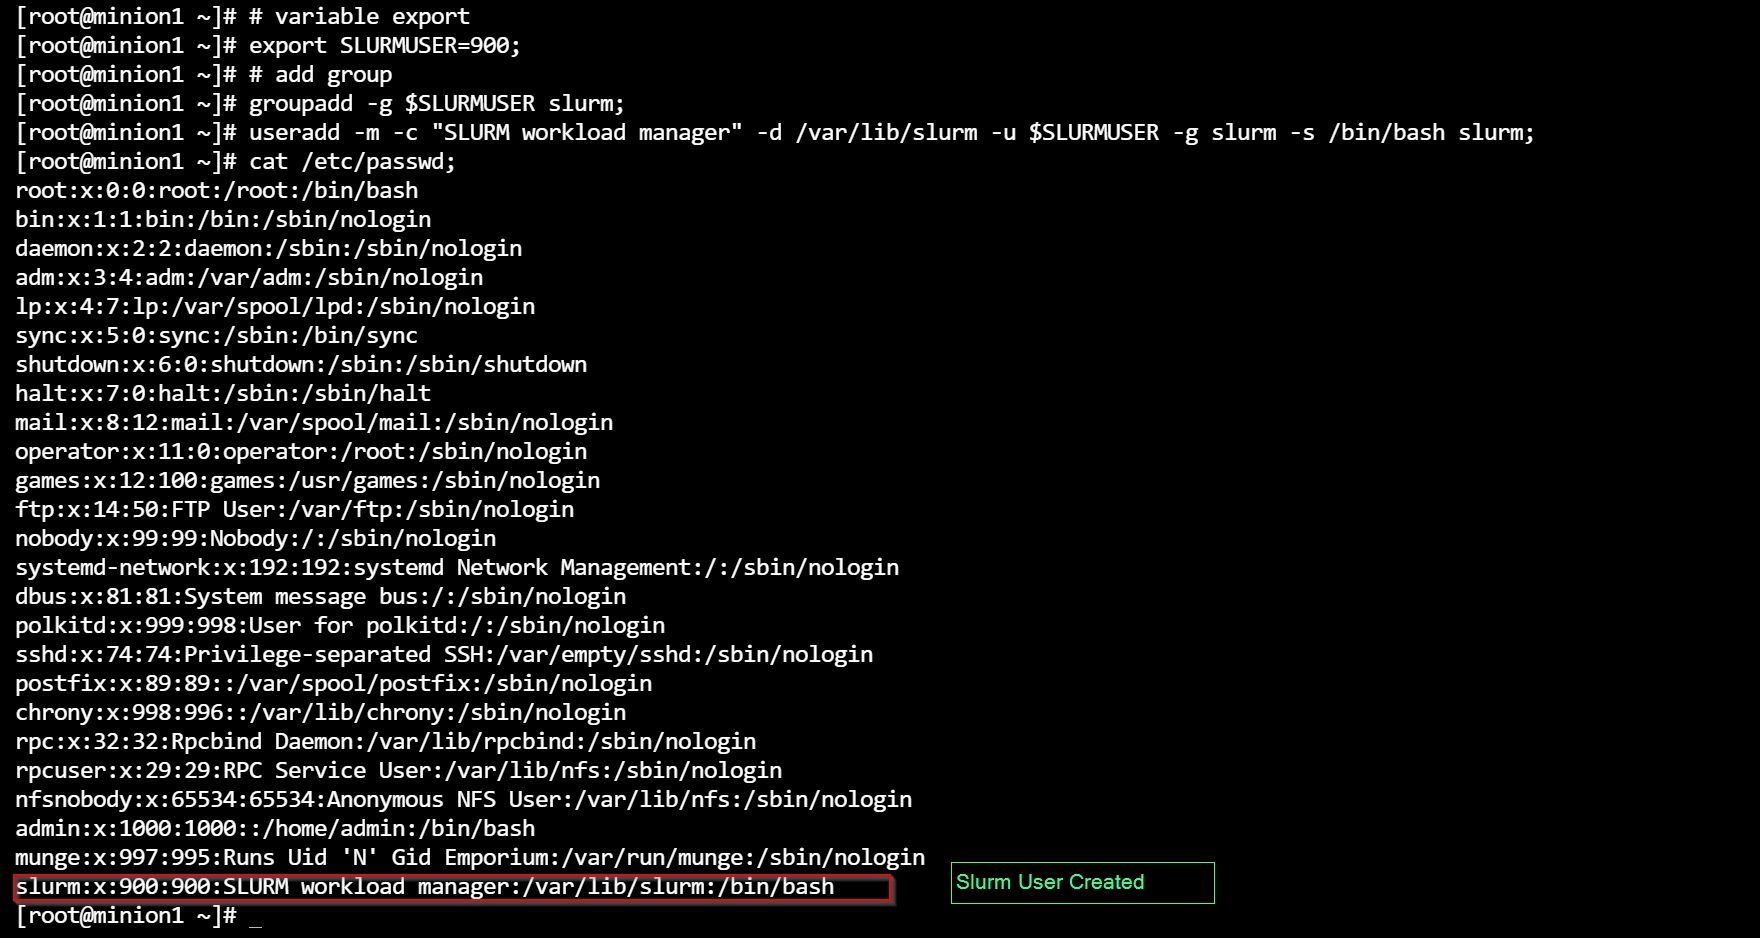 [root@minion1 ~]# # variable export
[root@minion1 ~]# export SLURMUSER=900;
[root@minion1 ~]# # add group
[root@minion1 ~]# groupadd -g $SLURMUSER slurm;
[root@minion1 ~]# useradd -m -c "SLURM workload manager" -d /var/lib/slurm -u $SLURMUSER -g slurm -s /bin/bash slurm;
[root@minion1 ~]# cat /etc/passwd;
root:x:0:0:root:/root:/bin/bash
bin:x:1:1:bin:/bin:/sbin/nologin
daemon:x:2:2:daemon:/sbin:/sbin/nologin
adm:x:3:4:adm:/var/adm:/sbin/nologin
lp:x:4:7:lp:/var/spool/lpd:/sbin/nologin
sync:x:5:0:sync:/sbin:/bin/sync
shutdown:x:6:0:shutdown:/sbin:/sbin/shutdown
halt:x:7:0:halt:/sbin:/sbin/halt
mail:x:8:12:mail:/var/spool/mail:/sbin/nologin
operator:x:11:0:operator:/root:/sbin/nologin
games:x:12:100:games:/usr/games:/sbin/nologin
ftp:x:14:50:FTP User:/var/ftp:/sbin/nologin
nobody:x:99:99:Nobody:/:/sbin/nologin
systemd-network:x:192:192:systemd Network Management:/:/sbin/nologin
dbus:x:81:81:System message bus:/:/sbin/nologin
polkitd:x:999:998:User for polkitd:/:/sbin/nologin
sshd:x:74:74:Privilege-separated SSH:/var/empty/sshd:/sbin/nologin
postfix:x:89:89::/var/spool/postfix:/sbin/nologin
chrony:x:998:996::/var/lib/chrony:/sbin/nologin
rpc:x:32:32:Rpcbind Daemon:/var/lib/rpcbind:/sbin/nologin
rpcuser:x:29:29:RPC Service User:/var/lib/nfs:/sbin/nologin
nfsnobody:x:65534:65534:Anonymous NFS User:/var/lib/nfs:/sbin/nologin
admin:x:1000:1000::/home/admin:/bin/bash
munge:x:997:995:Runs Uid 'N' Gid Emporium:/var/run/munge:/sbin/nologin
slurm:x:900:900:SLURM workload manager:/var/lib/slurm:/bin/bash
Slurm User Created
[root@minion1 ~]# _